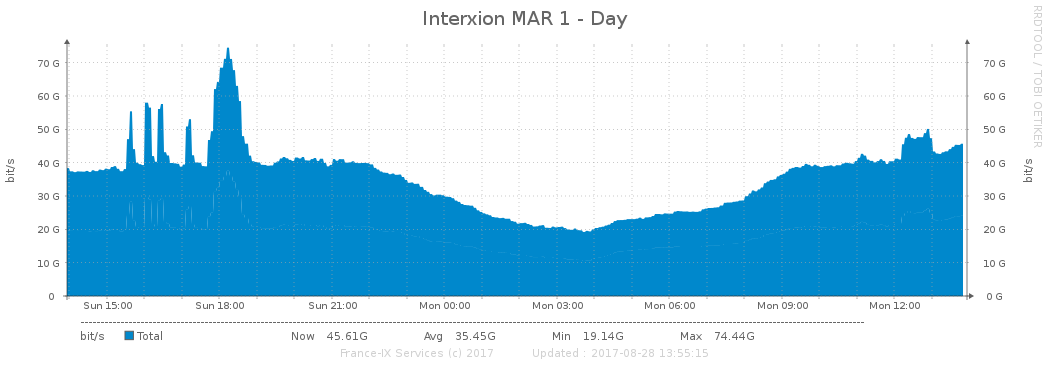 Interxion MAR 1 - Day
RRDTOOL / TOBI OETIKER
bit/s
70 G 70 G
60 G 60 G
50 G 50 G
40 G 40 G
30 G 30 G
20 G 20 G
10 G 10 G
0 0 G
bit/s
Sun 15:00 Sun 18:00 Sun 21:00 Mon 00:00 Mon 03:00 Mon 06:00 Mon 09:00 Mon 12:00
bit/s Total Now 45.61G Avg 35.45G Min 19.14G Max 74.44G
France-IX Services (c) 2017 Updated : 2017-08-28 13:55:15